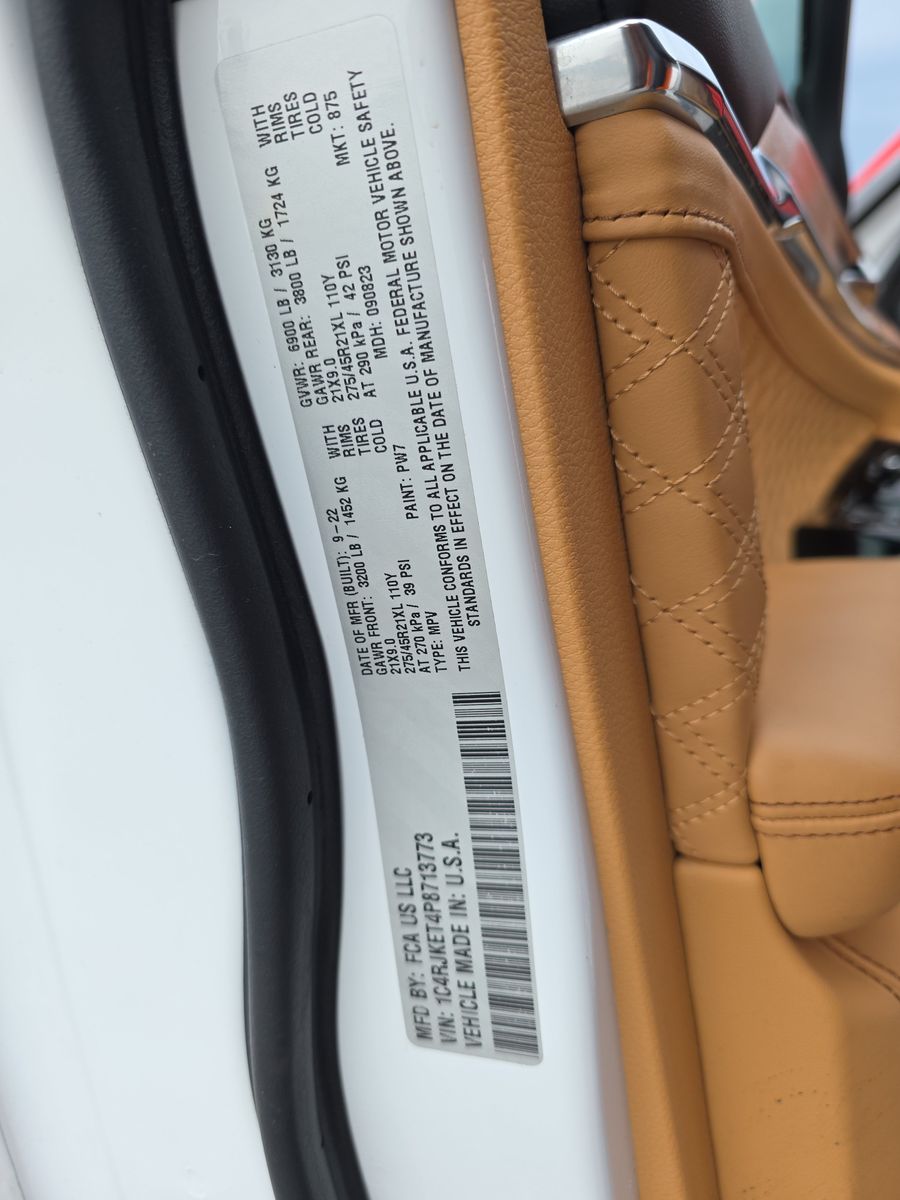 MFD BY: FCA US LLC
VIN: 1C4RJKET4P8713773
VEHICLE MADE IN: U.S.A.
DATE OF MFR (BUILT): 9-22
GVWR: 6900 LB / 3130 KG
GAWR FRONT: 3200 LB / 1452 KG WITH
GAWR REAR: 3800 LB / 1724 KG WITH
21X9.0 RIMS
21X9.0 RIMS
275/45R21XL 110Y TIRES
275/45R21XL 110Y TIRES
AT 270 kPa / 39 PSI COLD
AT 290 kPa / 42 PSI COLD
TYPE: MPV PAINT: PW7 MDH: 090823 MKT: 875
THIS VEHICLE CONFORMS TO ALL APPLICABLE U.S.A. FEDERAL MOTOR VEHICLE SAFETY
STANDARDS IN EFFECT ON THE DATE OF MANUFACTURE SHOWN ABOVE.